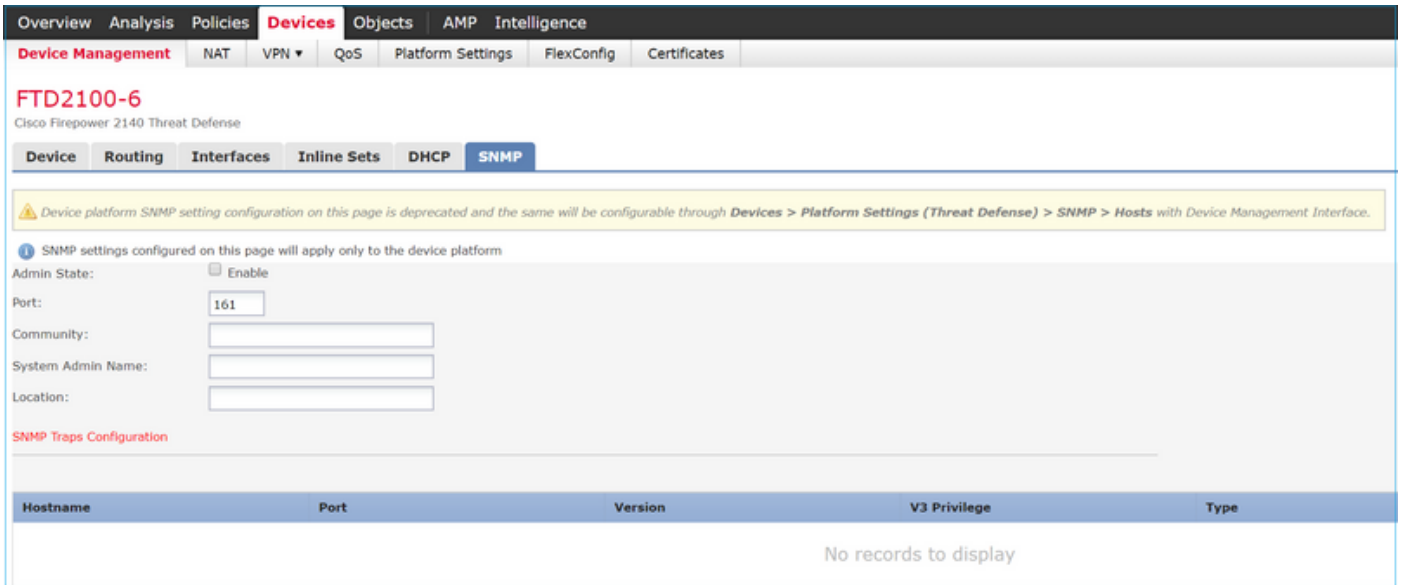 Overview Analysis Policies Devices Objects AMP Intelligence
Device Management NAT VPN ▾ QoS Platform Settings FlexConfig Certificates
FTD2100-6
Cisco Firepower 2140 Threat Defense
Device Routing Interfaces Inline Sets DHCP SNMP
Device platform SNMP setting configuration on this page is deprecated and the same will be configurable through Devices > Platform Settings (Threat Defense) > SNMP > Hosts with Device Management Interface.
SNMP settings configured on this page will apply only to the device platform
Admin State: Enable
Port: 161
Community:
System Admin Name:
Location:
SNMP Traps Configuration
Hostname Port Version V3 Privilege Type
No records to display